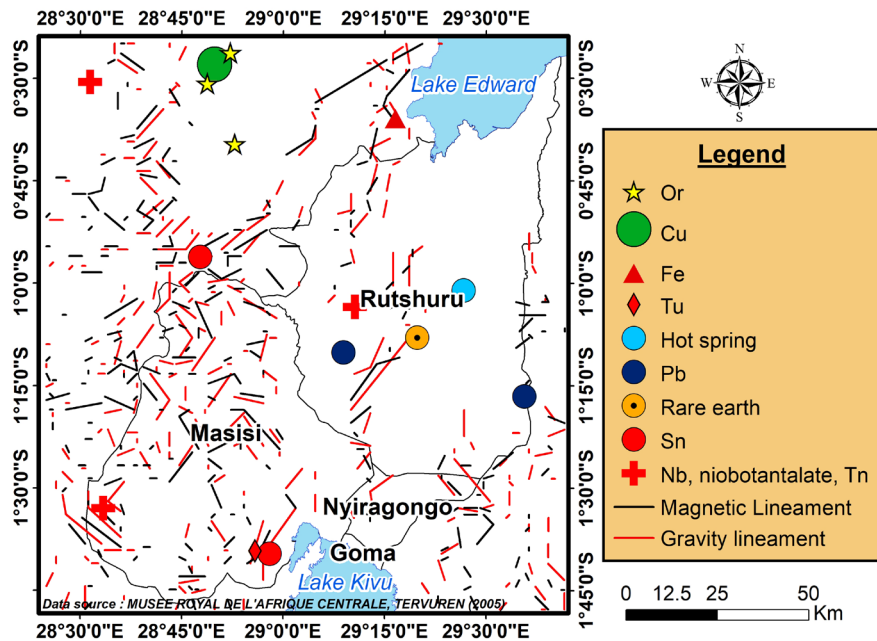 28°30'0"E 28°45'0"E 29°0'0"E 29°15'0"E 29°30'0"E
0°30'0"S
0°45'0"S
1°0'0"S
1°15'0"S
1°30'0"S
1°45'0"S
Lake Edward
Rutshuru
Masisi
Nyiragongo
Goma
Lake Kivu
Data source : MUSEE ROYAL DE L'AFRIQUE CENTRALE, TERVUREN (2005)
28°30'0"E 28°45'0"E 29°0'0"E 29°15'0"E 29°30'0"E
0°30'0"S
0°45'0"S
1°0'0"S
1°15'0"S
1°30'0"S
1°45'0"S
N
W E
S
Legend
Or
Cu
Fe
Tu
Hot spring
Pb
Rare earth
Sn
Nb, niobotantalate, Tn
Magnetic Lineament
Gravity lineament
0 12.5 25 50
Km